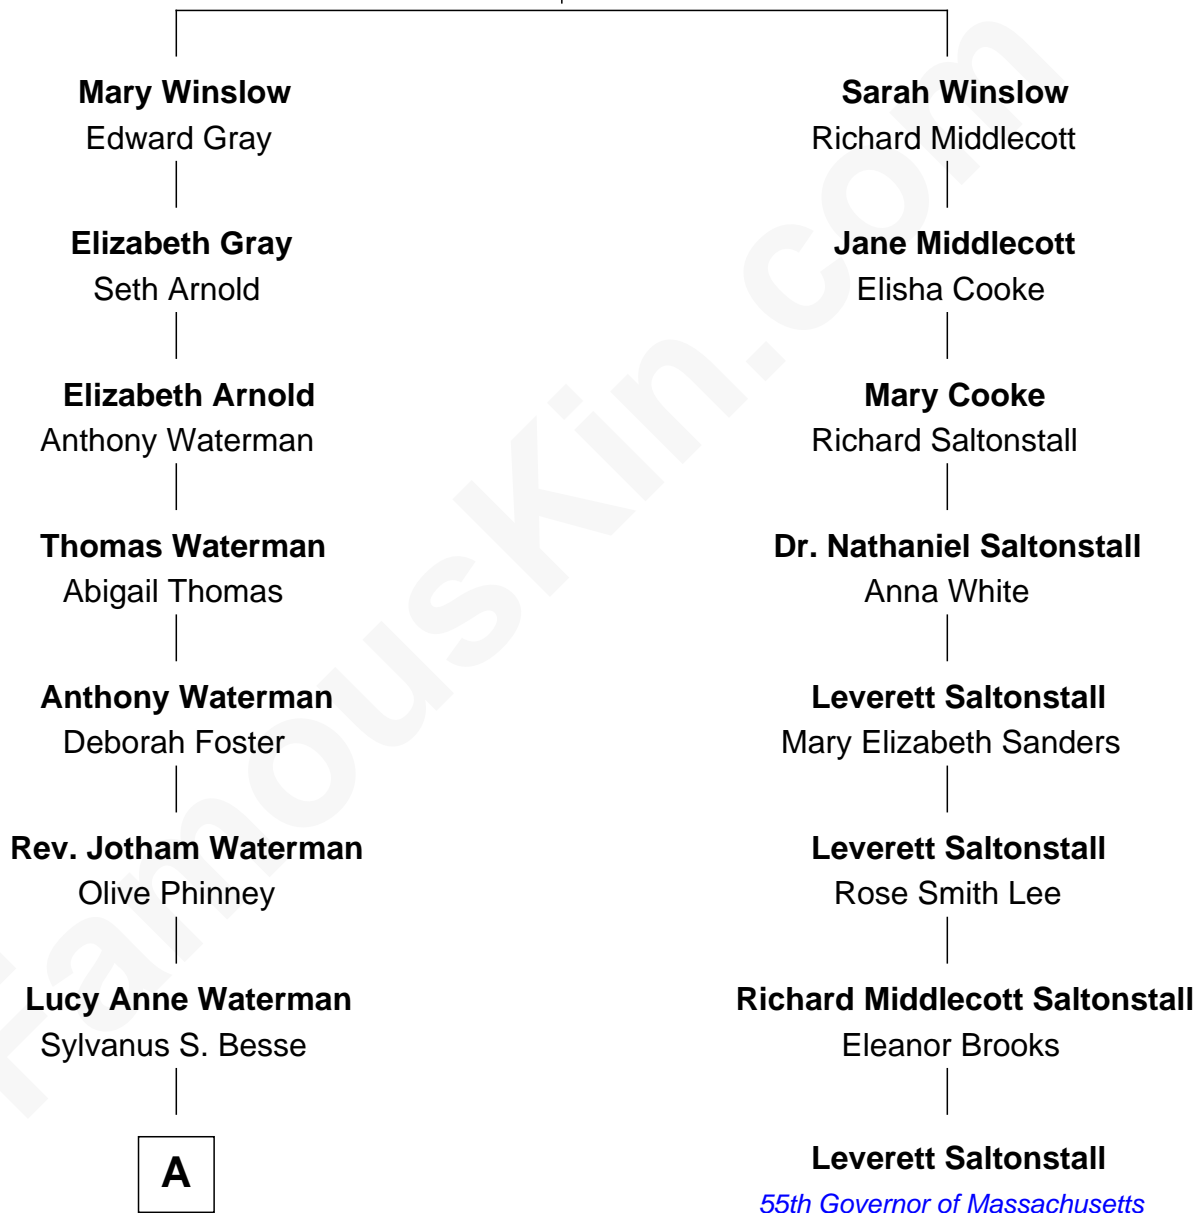 Mary Winslow
Edward Gray
Elizabeth Gray
Seth Arnold
Elizabeth Arnold
Anthony Waterman
Thomas Waterman
Abigail Thomas
Anthony Waterman
Deborah Foster
Rev. Jotham Waterman
Olive Phinney
Lucy Anne Waterman
Sylvanus S. Besse
A
Sarah Winslow
Richard Middlecott
Jane Middlecott
Elisha Cooke
Mary Cooke
Richard Saltonstall
Dr. Nathaniel Saltonstall
Anna White
Leverett Saltonstall
Mary Elizabeth Sanders
Leverett Saltonstall
Rose Smith Lee
Richard Middlecott Saltonstall
Eleanor Brooks
Leverett Saltonstall
55th Governor of Massachusetts
FamousKin.com